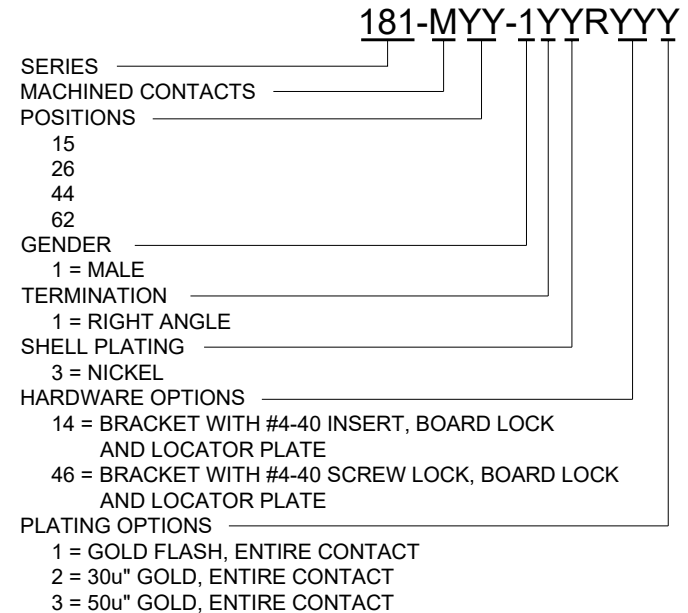 181-MYY-1YYRYYY
SERIES
MACHINED CONTACTS
POSITIONS
15
26
44
62
GENDER
1 = MALE
TERMINATION
1 = RIGHT ANGLE
SHELL PLATING
3 = NICKEL
HARDWARE OPTIONS
14 = BRACKET WITH #4-40 INSERT, BOARD LOCK
AND LOCATOR PLATE
46 = BRACKET WITH #4-40 SCREW LOCK, BOARD LOCK
AND LOCATOR PLATE
PLATING OPTIONS
1 = GOLD FLASH, ENTIRE CONTACT
2 = 30u" GOLD, ENTIRE CONTACT
3 = 50u" GOLD, ENTIRE CONTACT